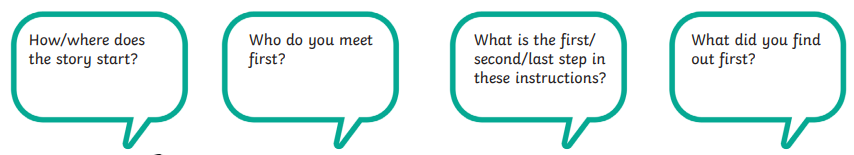 How/where does
the story start?
Who do you meet
first?
What is the first/
second/last step in
these instructions?
What did you find
out first?